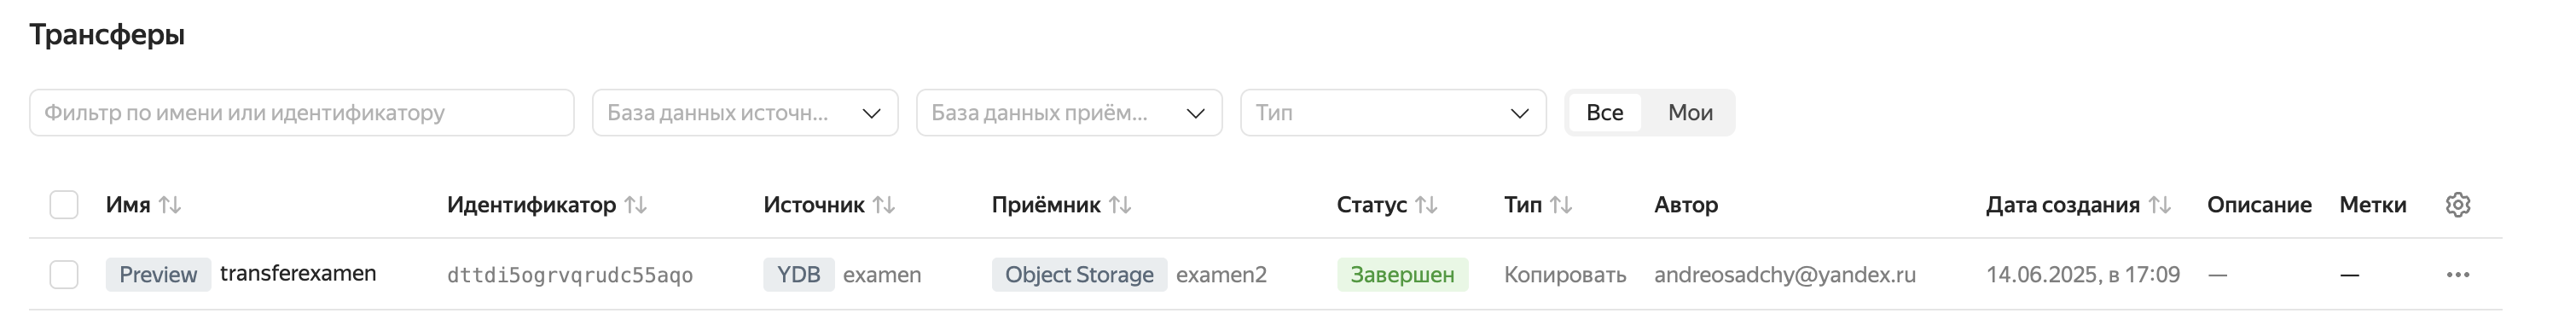 Трансферы
Фильтр по имени или идентификатору База данных источн... База данных приём... Тип Все Мои
Имя Идентификатор Источник Приёмник Статус Тип Автор Дата создания Описание Метки
Preview transferexamen dttdi5ogrvqrudc55aqo YDB examen Object Storage examen2 Завершен Копировать andreosadchy@yandex.ru 14.06.2025, в 17:09 — —